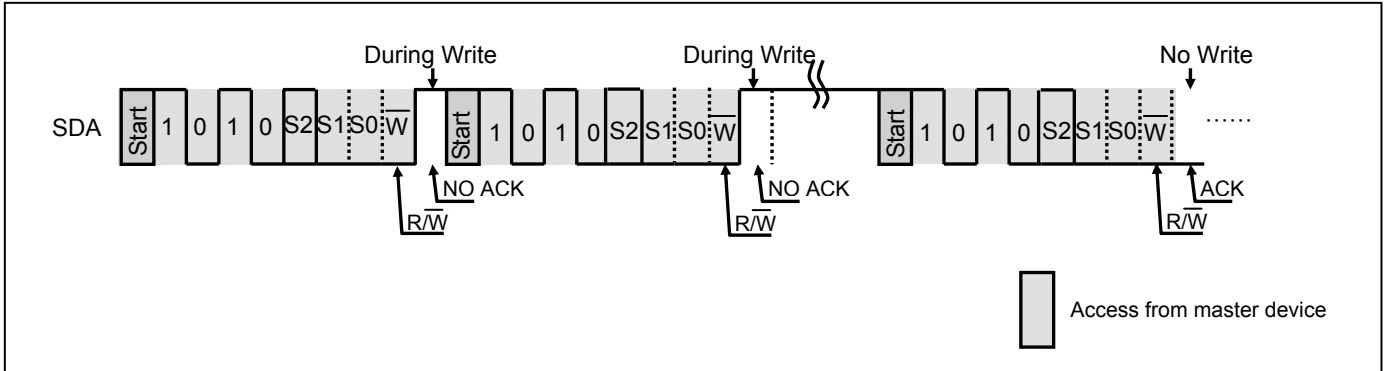 During Write During Write No Write
SDA Start 1 0 1 0 S2 S1 S0 W̅ Start 1 0 1 0 S2 S1 S0 W̅ Start 1 0 1 0 S2 S1 S0 W̅ ......
NO ACK NO ACK ACK
R/W̅ R/W̅ R/W̅
Access from master device